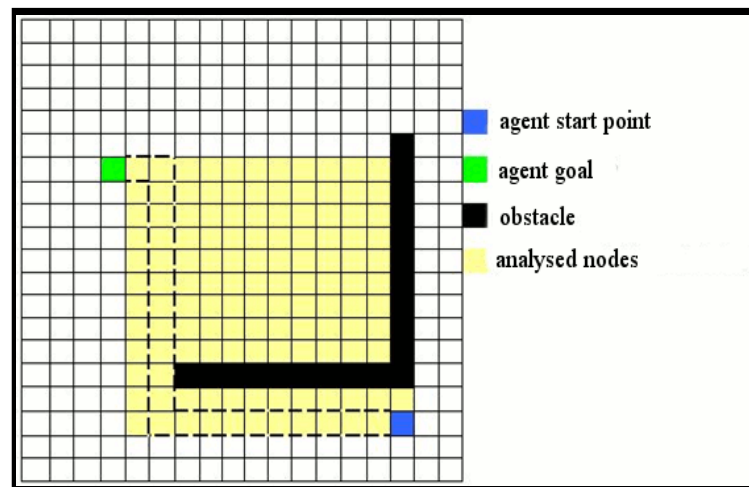 agent start point
agent goal
obstacle
analysed nodes